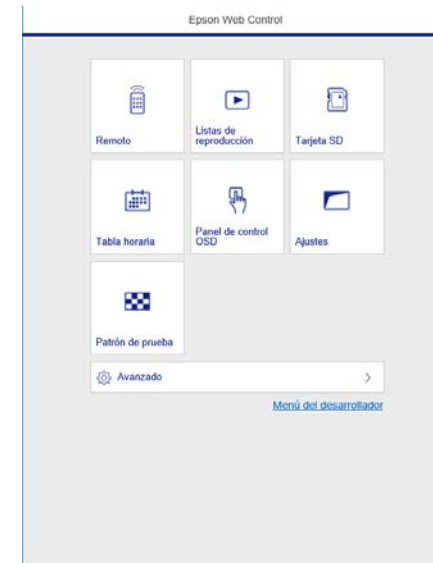 Epson Web Control
Remoto
Listas de
reproducción
Tarjeta SD
Tabla horaria
Panel de control
OSD
Ajustes
Patrón de prueba
Avanzado
Menú del desarrollador